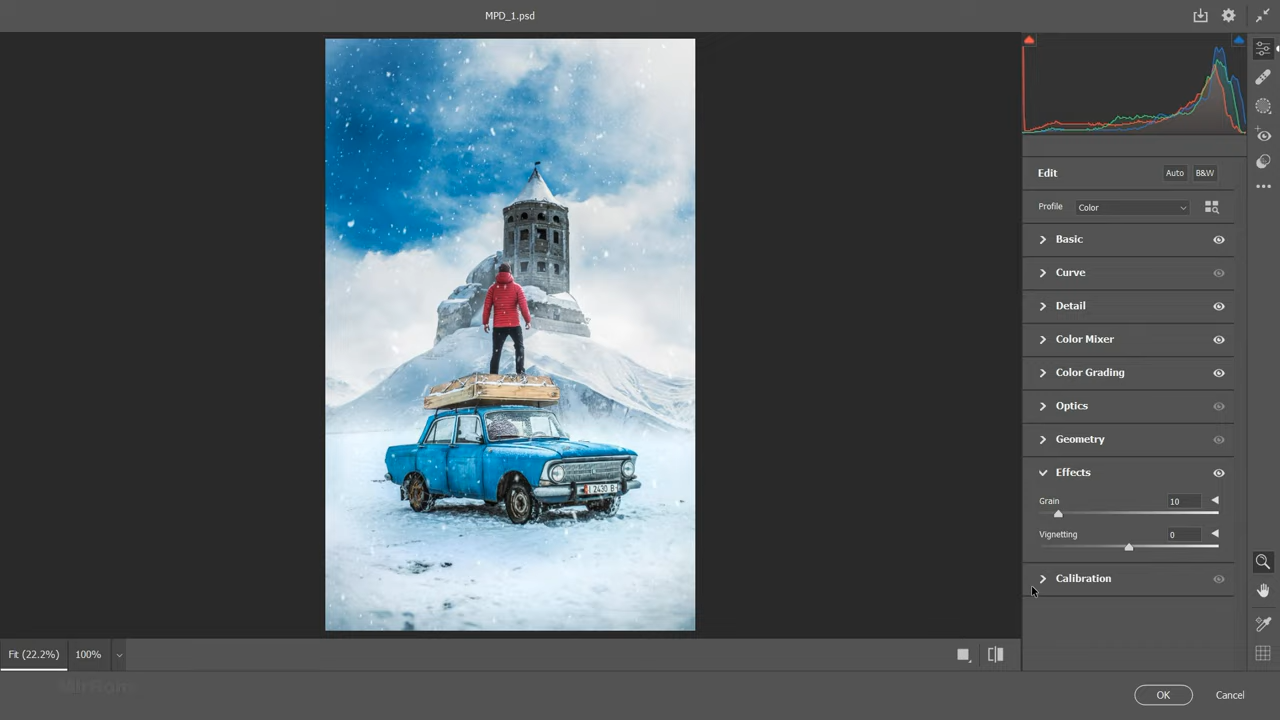 MPD_1.psd
Edit
Auto
B&W
Profile
Color
Basic
Curve
Detail
Color Mixer
Color Grading
Optics
Geometry
Effects
Grain
10
Vignetting
0
Calibration
Fit (22.2%)
100%
OK
Cancel